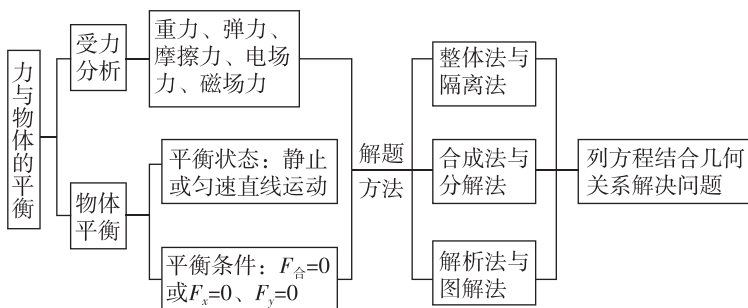 力与物体的平衡
受力
分析
重力、弹力、
摩擦力、电场
力、磁场力
物体
平衡
平衡状态：静止
或匀速直线运动
平衡条件：F合=0
或Fx=0、Fy=0
解题
方法
整体法与
隔离法
合成法与
分解法
解析法与
图解法
列方程结合几何
关系解决问题